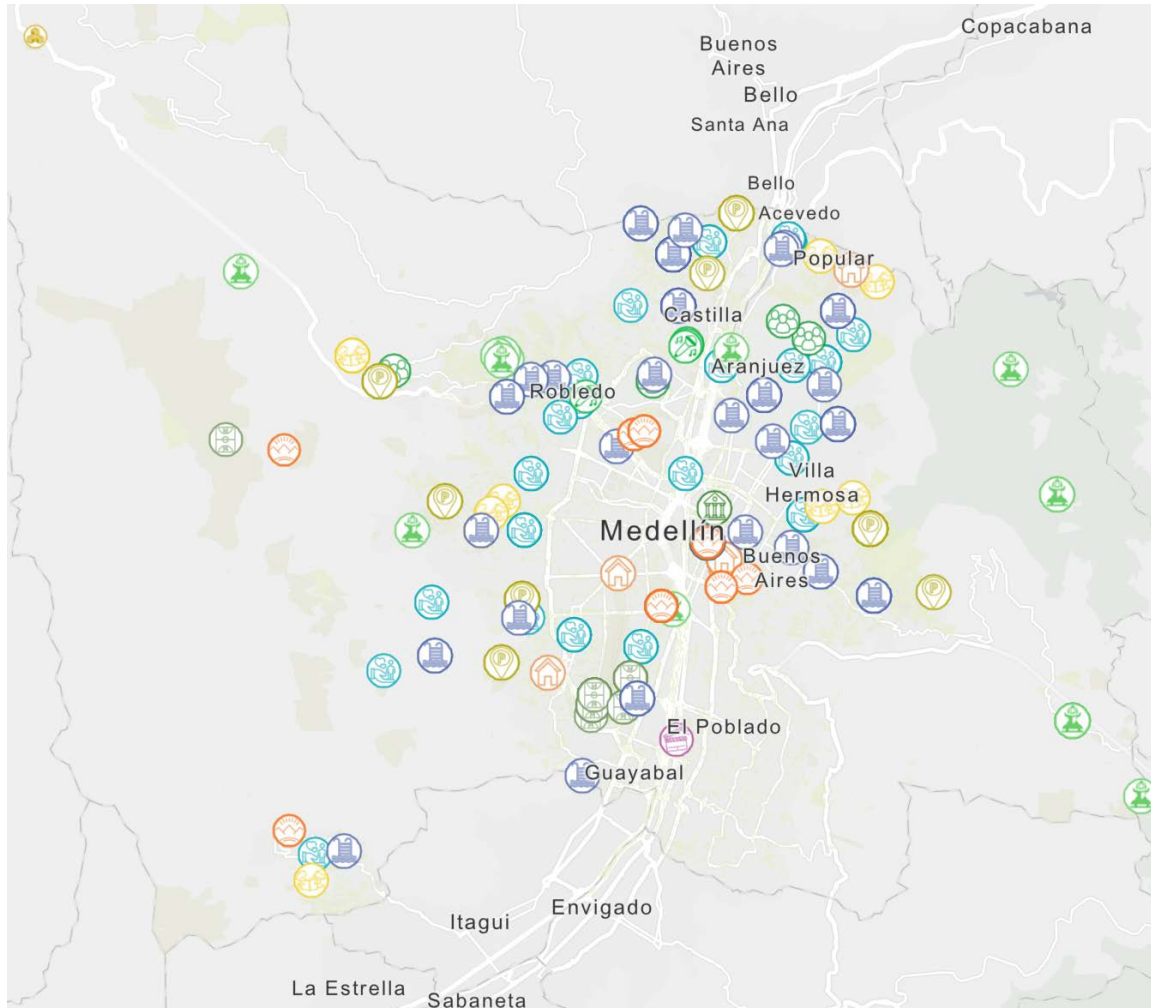 Copacabana
Buenos
Aires
Bello
Santa Ana
Bello
Acevedo
Popular
Castilla
Aranjuez
Robledo
Villa
Hermosa
Medellín
Buenos
Aires
El Poblado
Guayabal
Envigado
Itagui
La Estrella
Sabaneta